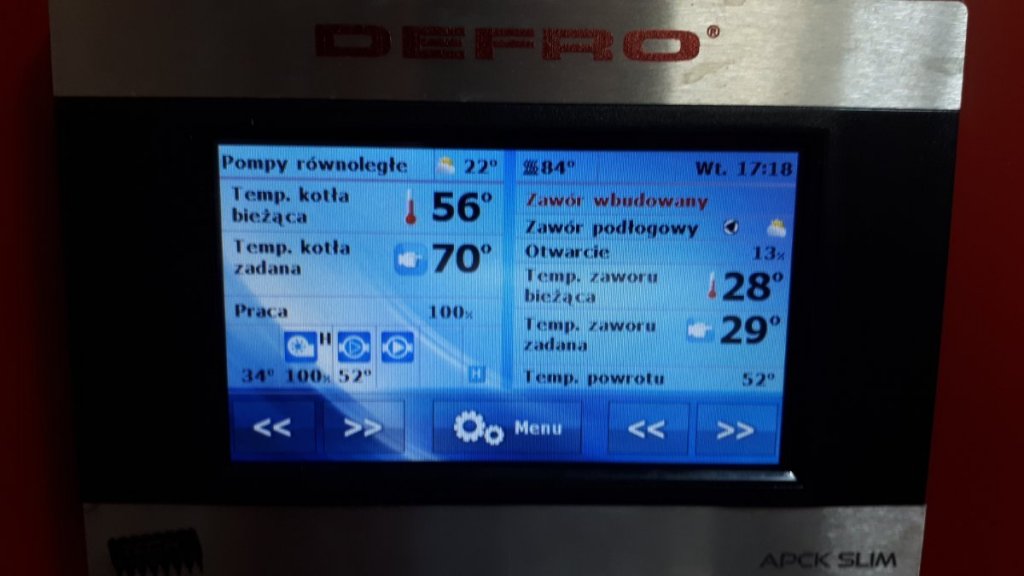 DEFRO®
Pompy równoległe 22°
84° Wt. 17:18
Temp. kotła
bieżąca 56°
Temp. kotła
zadana 70°
Praca 100%
H
34° 100% 52° H
Zawór wbudowany
Zawór podłogowy
Otwarcie 13%
Temp. zaworu
bieżąca 28°
Temp. zaworu
zadana 29°
Temp. powrotu 52°
<< >> Menu << >>
APCK SLIM